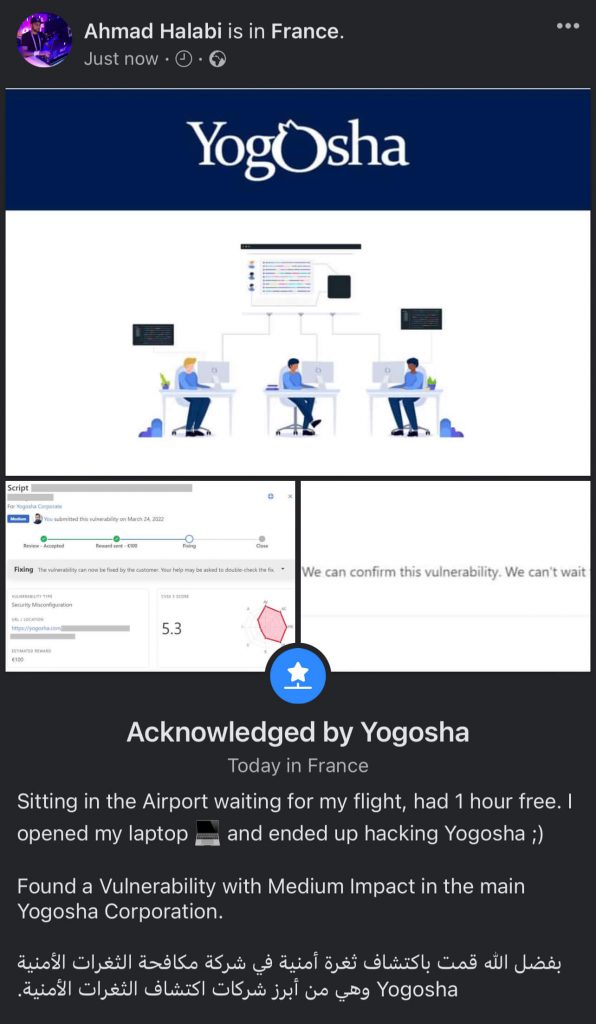 Ahmad Halabi is in France.
Just now
Yogosha
Script
For Yogosha Corporate
Medium You submitted this vulnerability on March 24, 2022
Review - Accepted Reward sent - €100 Fixing Close
Fixing The vulnerability can now be fixed by the customer. Your help may be asked to double-check the fix.
VULNERABILITY TYPE
Security Misconfiguration
URL / LOCATION
https://yogosha.com
ESTIMATED REWARD
€100
CVSS 3 SCORE
5.3
We can confirm this vulnerability. We can't wait
Acknowledged by Yogosha
Today in France
Sitting in the Airport waiting for my flight, had 1 hour free. I
opened my laptop 💻 and ended up hacking Yogosha ;)
Found a Vulnerability with Medium Impact in the main
Yogosha Corporation.
بفضل الله قمت باكتشاف ثغرة أمنية في شركة مكافحة الثغرات الأمنية
Yogosha وهي من أبرز شركات اكتشاف الثغرات الأمنية.